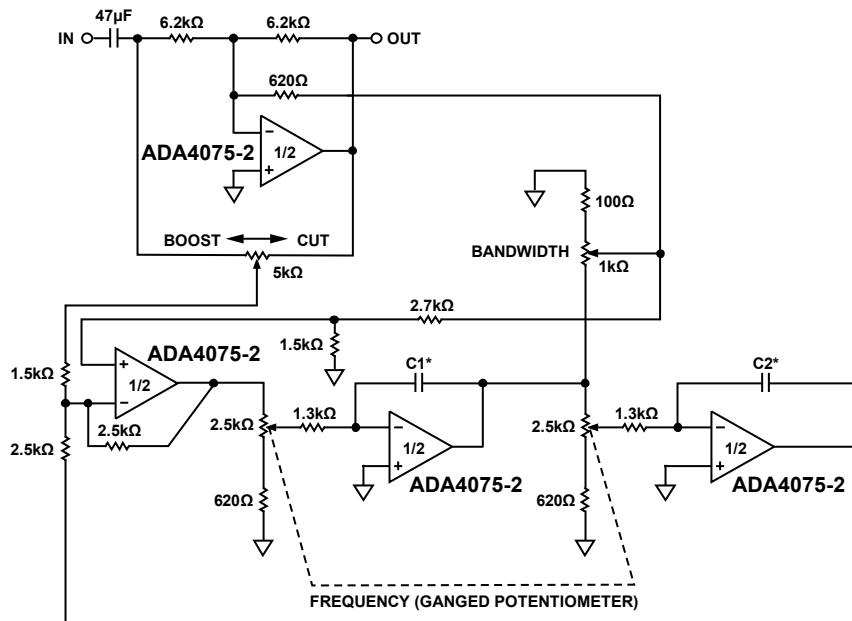 47µF
6.2kΩ
6.2kΩ
IN
OUT
620Ω
ADA4075-2
1/2
100Ω
BOOST
CUT
5kΩ
BANDWIDTH
1kΩ
2.7kΩ
1.5kΩ
ADA4075-2
1.5kΩ
1/2
2.5kΩ
2.5kΩ
C1*
C2*
2.5kΩ
1.3kΩ
1/2
2.5kΩ
1.3kΩ
1/2
620Ω
ADA4075-2
620Ω
ADA4075-2
FREQUENCY (GANGED POTENTIOMETER)